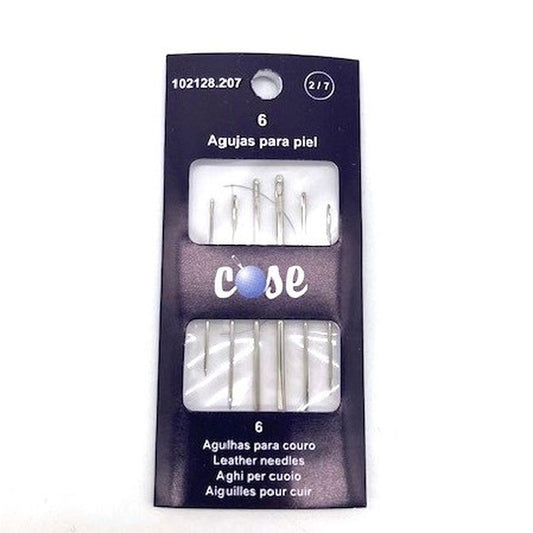 102128.207
2/7
6
Agujas para piel
cose
6
Agulhas para couro
Leather needles
Aghi per cuoio
Aiguilles pour cuir